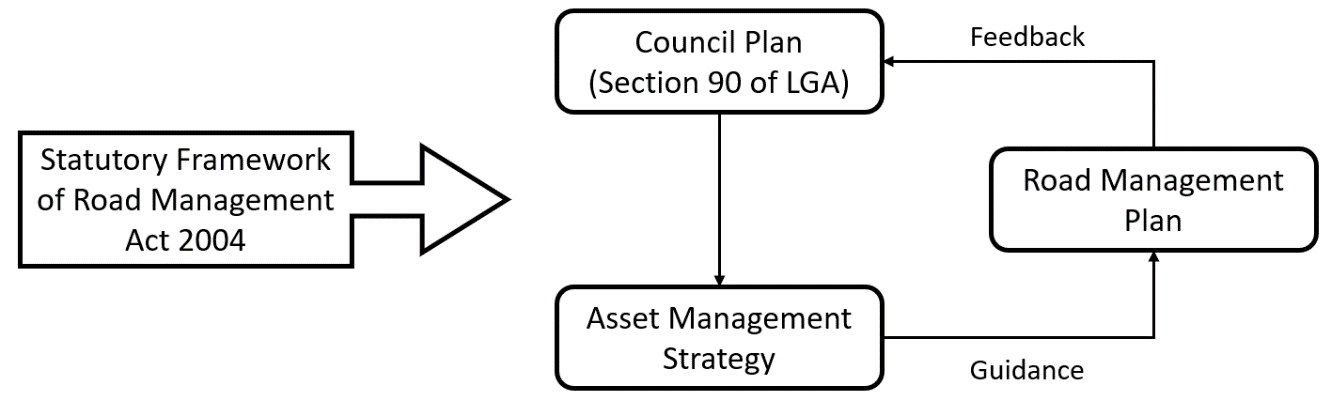 Statutory Framework
of Road Management
Act 2004
Council Plan
(Section 90 of LGA)
Feedback
Road Management
Plan
Asset Management
Strategy
Guidance